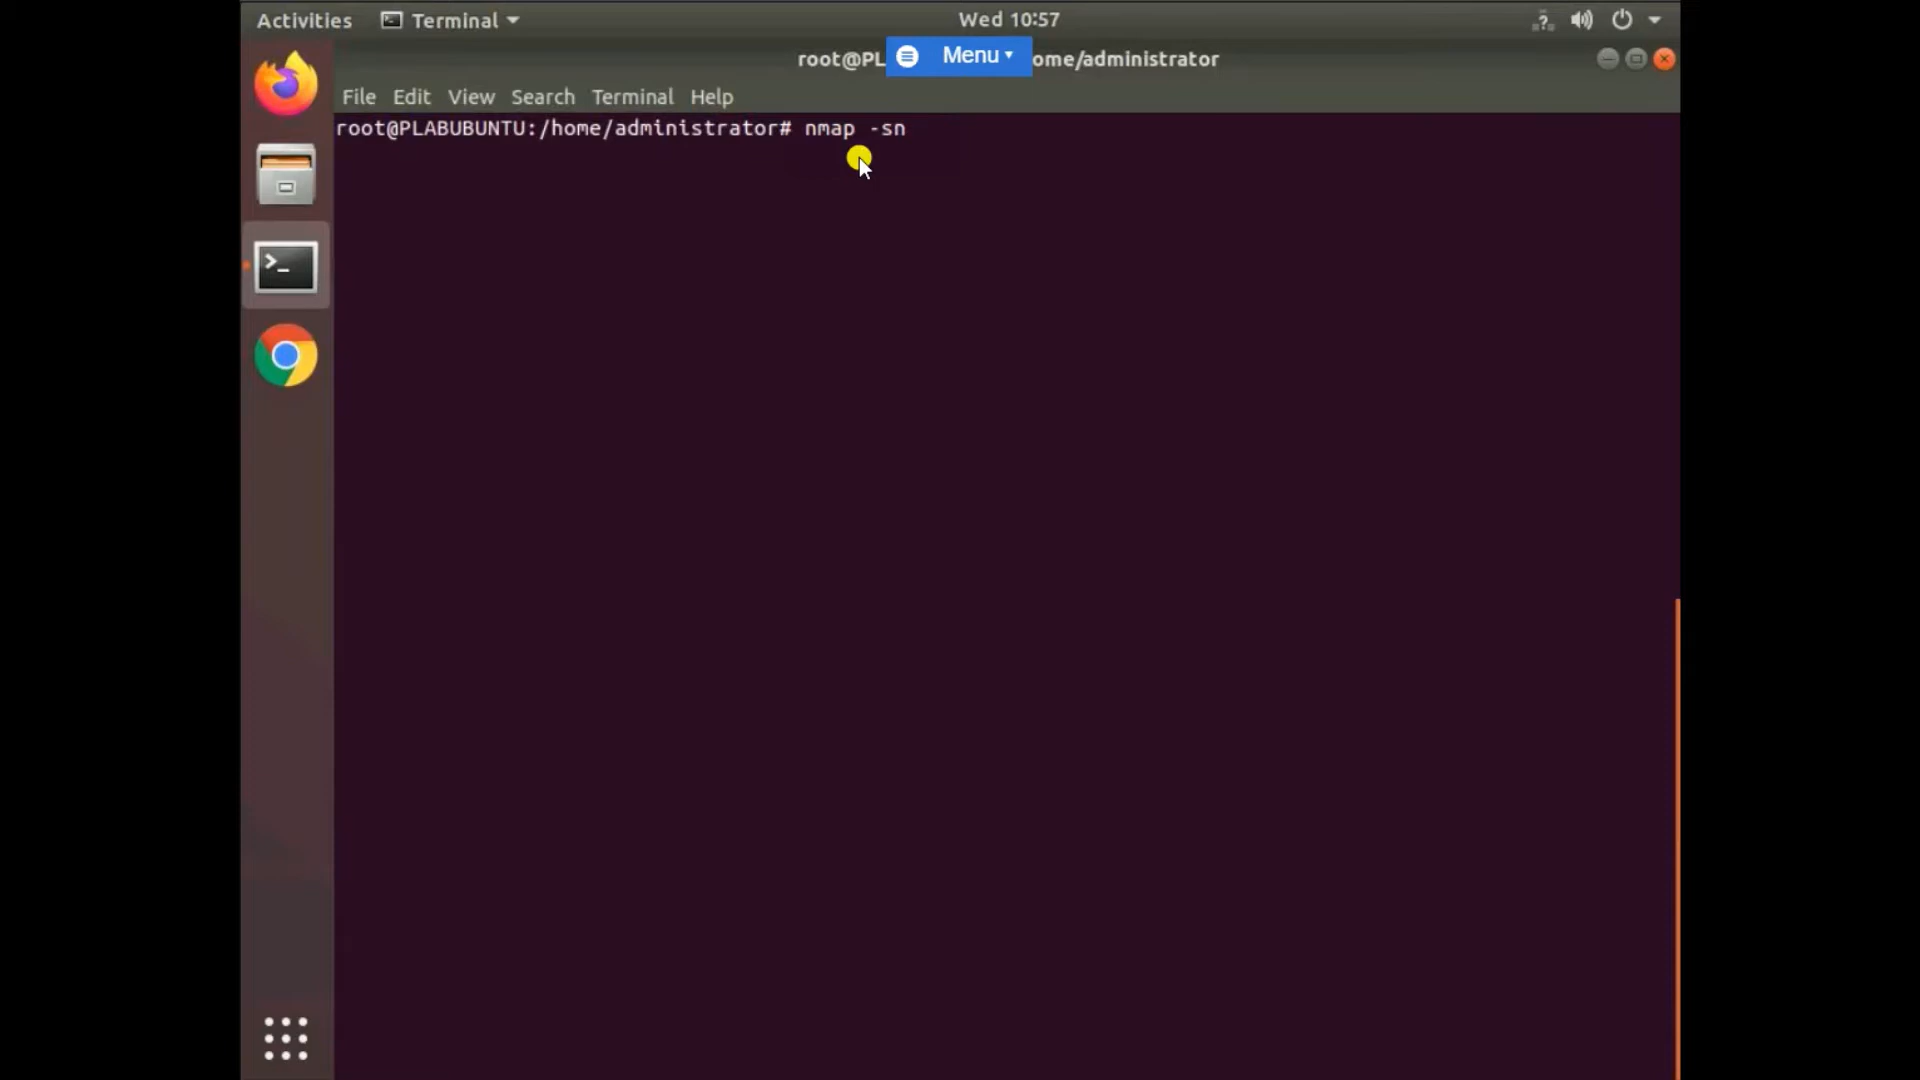 Activities Terminal Wed 10:57
root@PL Menu ome/administrator
File Edit View Search Terminal Help
root@PLABUBUNTU:/home/administrator# nmap -sn